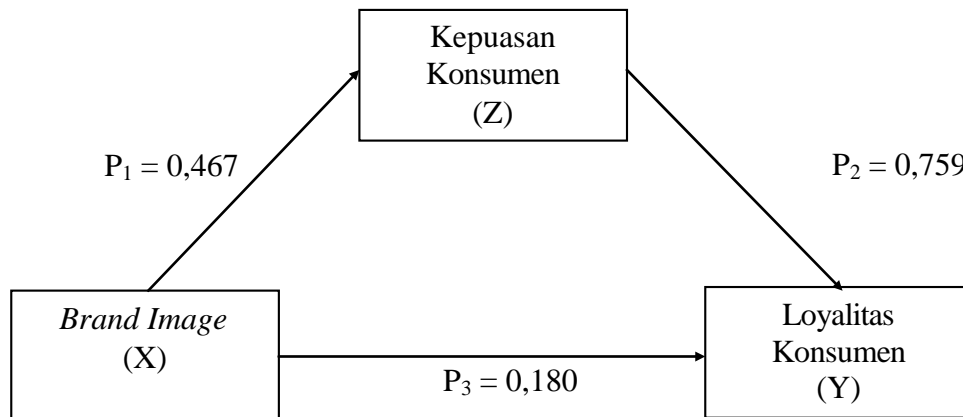 Kepuasan
Konsumen
(Z)
P₁ = 0,467
P₂ = 0,759
Brand Image
(X)
Loyalitas
Konsumen
(Y)
P₃ = 0,180